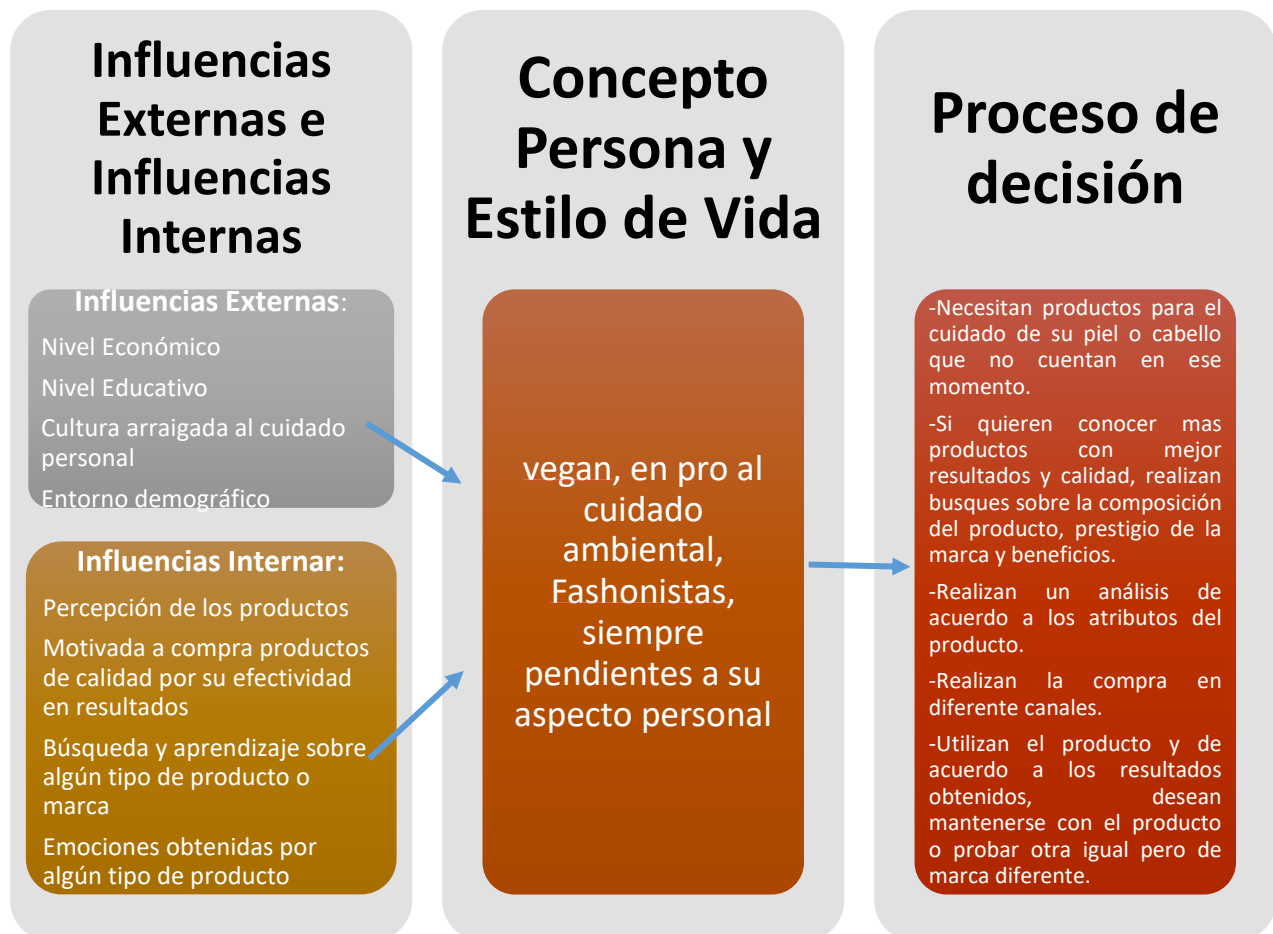 Influencias
Externas e
Influencias
Internas
Influencias Externas:
Nivel Económico
Nivel Educativo
Cultura arraigada al cuidado
personal
Entorno demográfico
Influencias Internar:
Percepción de los productos
Motivada a compra productos
de calidad por su efectividad
en resultados
Búsqueda y aprendizaje sobre
algún tipo de producto o
marca
Emociones obtenidas por
algún tipo de producto
Concepto
Persona y
Estilo de Vida
vegan, en pro al
cuidado
ambiental,
Fashonistas,
siempre
pendientes a su
aspecto personal
Proceso de
decisión
-Necesitan productos para el
cuidado de su piel o cabello
que no cuentan en ese
momento.
-Si quieren conocer mas
productos con mejor
resultados y calidad, realizan
busques sobre la composición
del producto, prestigio de la
marca y beneficios.
-Realizan un análisis de
acuerdo a los atributos del
producto.
-Realizan la compra en
diferente canales.
-Utilizan el producto y de
acuerdo a los resultados
obtenidos, desean
mantenerse con el producto
o probar otra igual pero de
marca diferente.